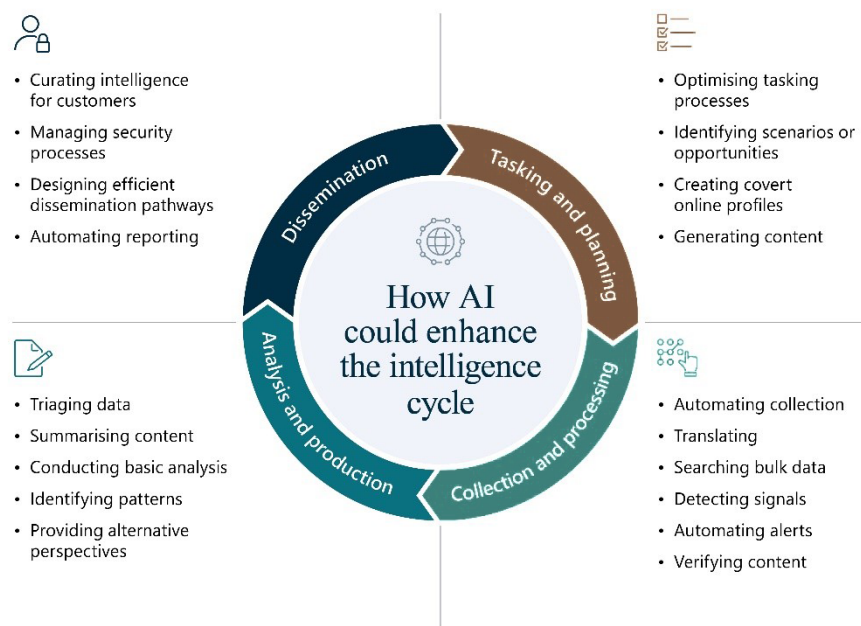 Curating intelligence
for customers
Managing security
processes
Designing efficient
dissemination pathways
Automating reporting
Optimising tasking
processes
Identifying scenarios or
opportunities
Creating covert
online profiles
Generating content
Dissemination
Tasking and planning
How AI
could enhance
the intelligence
cycle
Analysis and production
Collection and processing
Triaging data
Summarising content
Conducting basic analysis
Identifying patterns
Providing alternative
perspectives
Automating collection
Translating
Searching bulk data
Detecting signals
Automating alerts
Verifying content